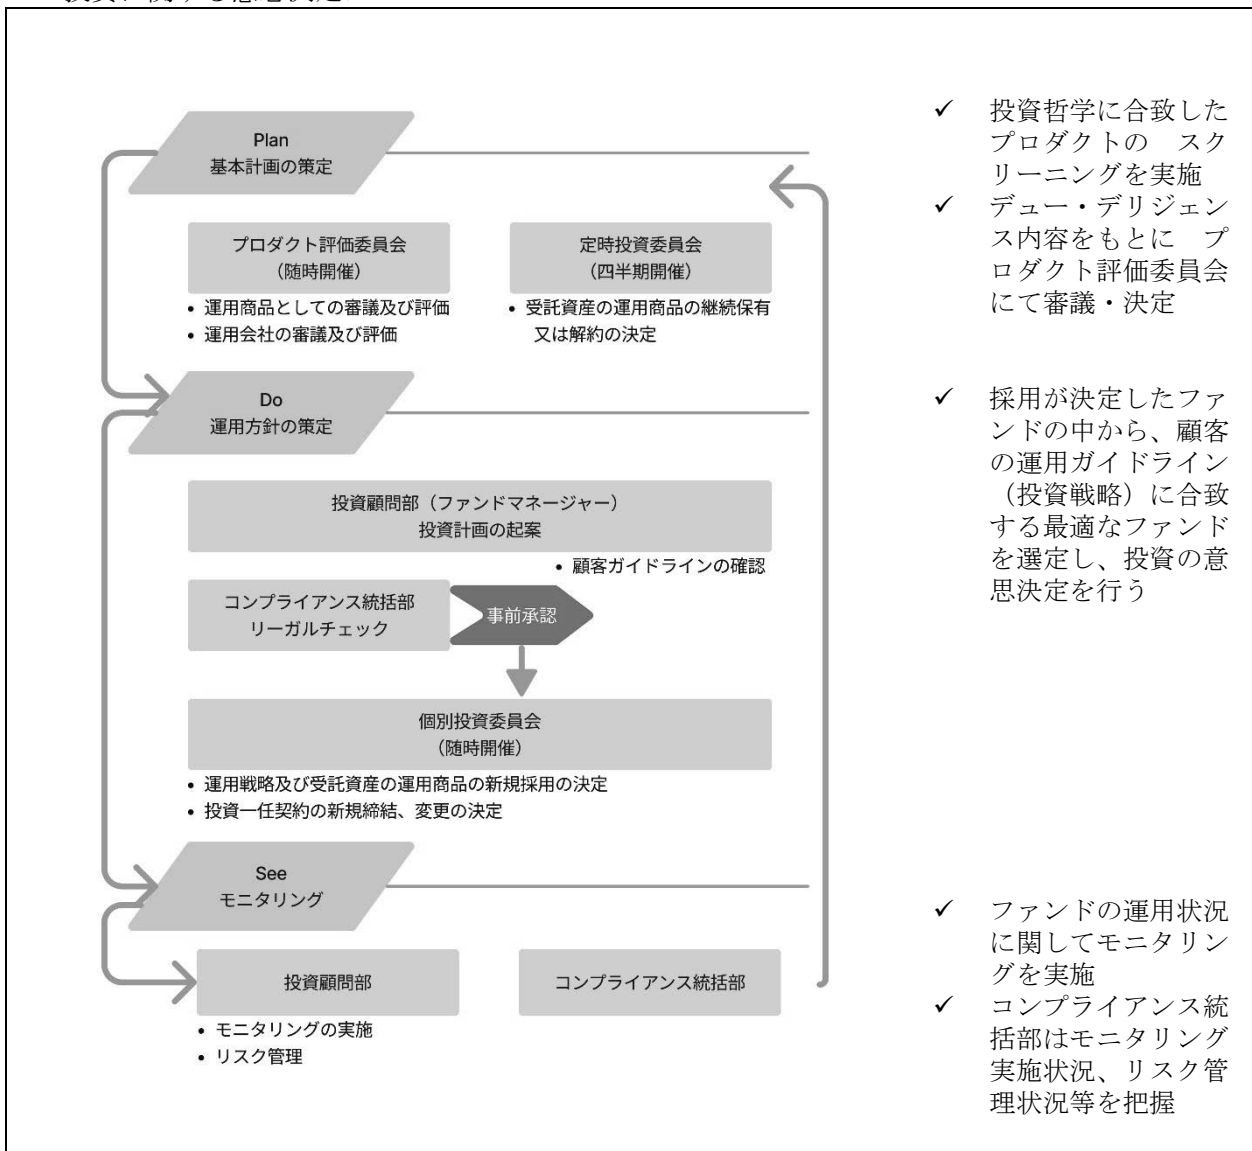 Plan
基本計画の策定
プロダクト評価委員会
（随時開催）
• 運用商品としての審議及び評価
• 運用会社の審議及び評価
定時投資委員会
（四半期開催）
• 受託資産の運用商品の継続保有
又は解約の決定
✓ 投資哲学に合致した
プロダクトの　スク
リーニングを実施
✓ デュー・デリジェン
ス内容をもとに　プ
ロダクト評価委員会
にて審議・決定
Do
運用方針の策定
投資顧問部（ファンドマネージャー）
投資計画の起案
• 顧客ガイドラインの確認
コンプライアンス統括部
リーガルチェック
事前承認
個別投資委員会
（随時開催）
• 運用戦略及び受託資産の運用商品の新規採用の決定
• 投資一任契約の新規締結、変更の決定
✓ 採用が決定したファ
ンドの中から、顧客
の運用ガイドライン
（投資戦略）に合致
する最適なファンド
を選定し、投資の意
思決定を行う
See
モニタリング
投資顧問部
• モニタリングの実施
• リスク管理
コンプライアンス統括部
✓ ファンドの運用状況
に関してモニタリン
グを実施
✓ コンプライアンス統
括部はモニタリング
実施状況、リスク管
理状況等を把握